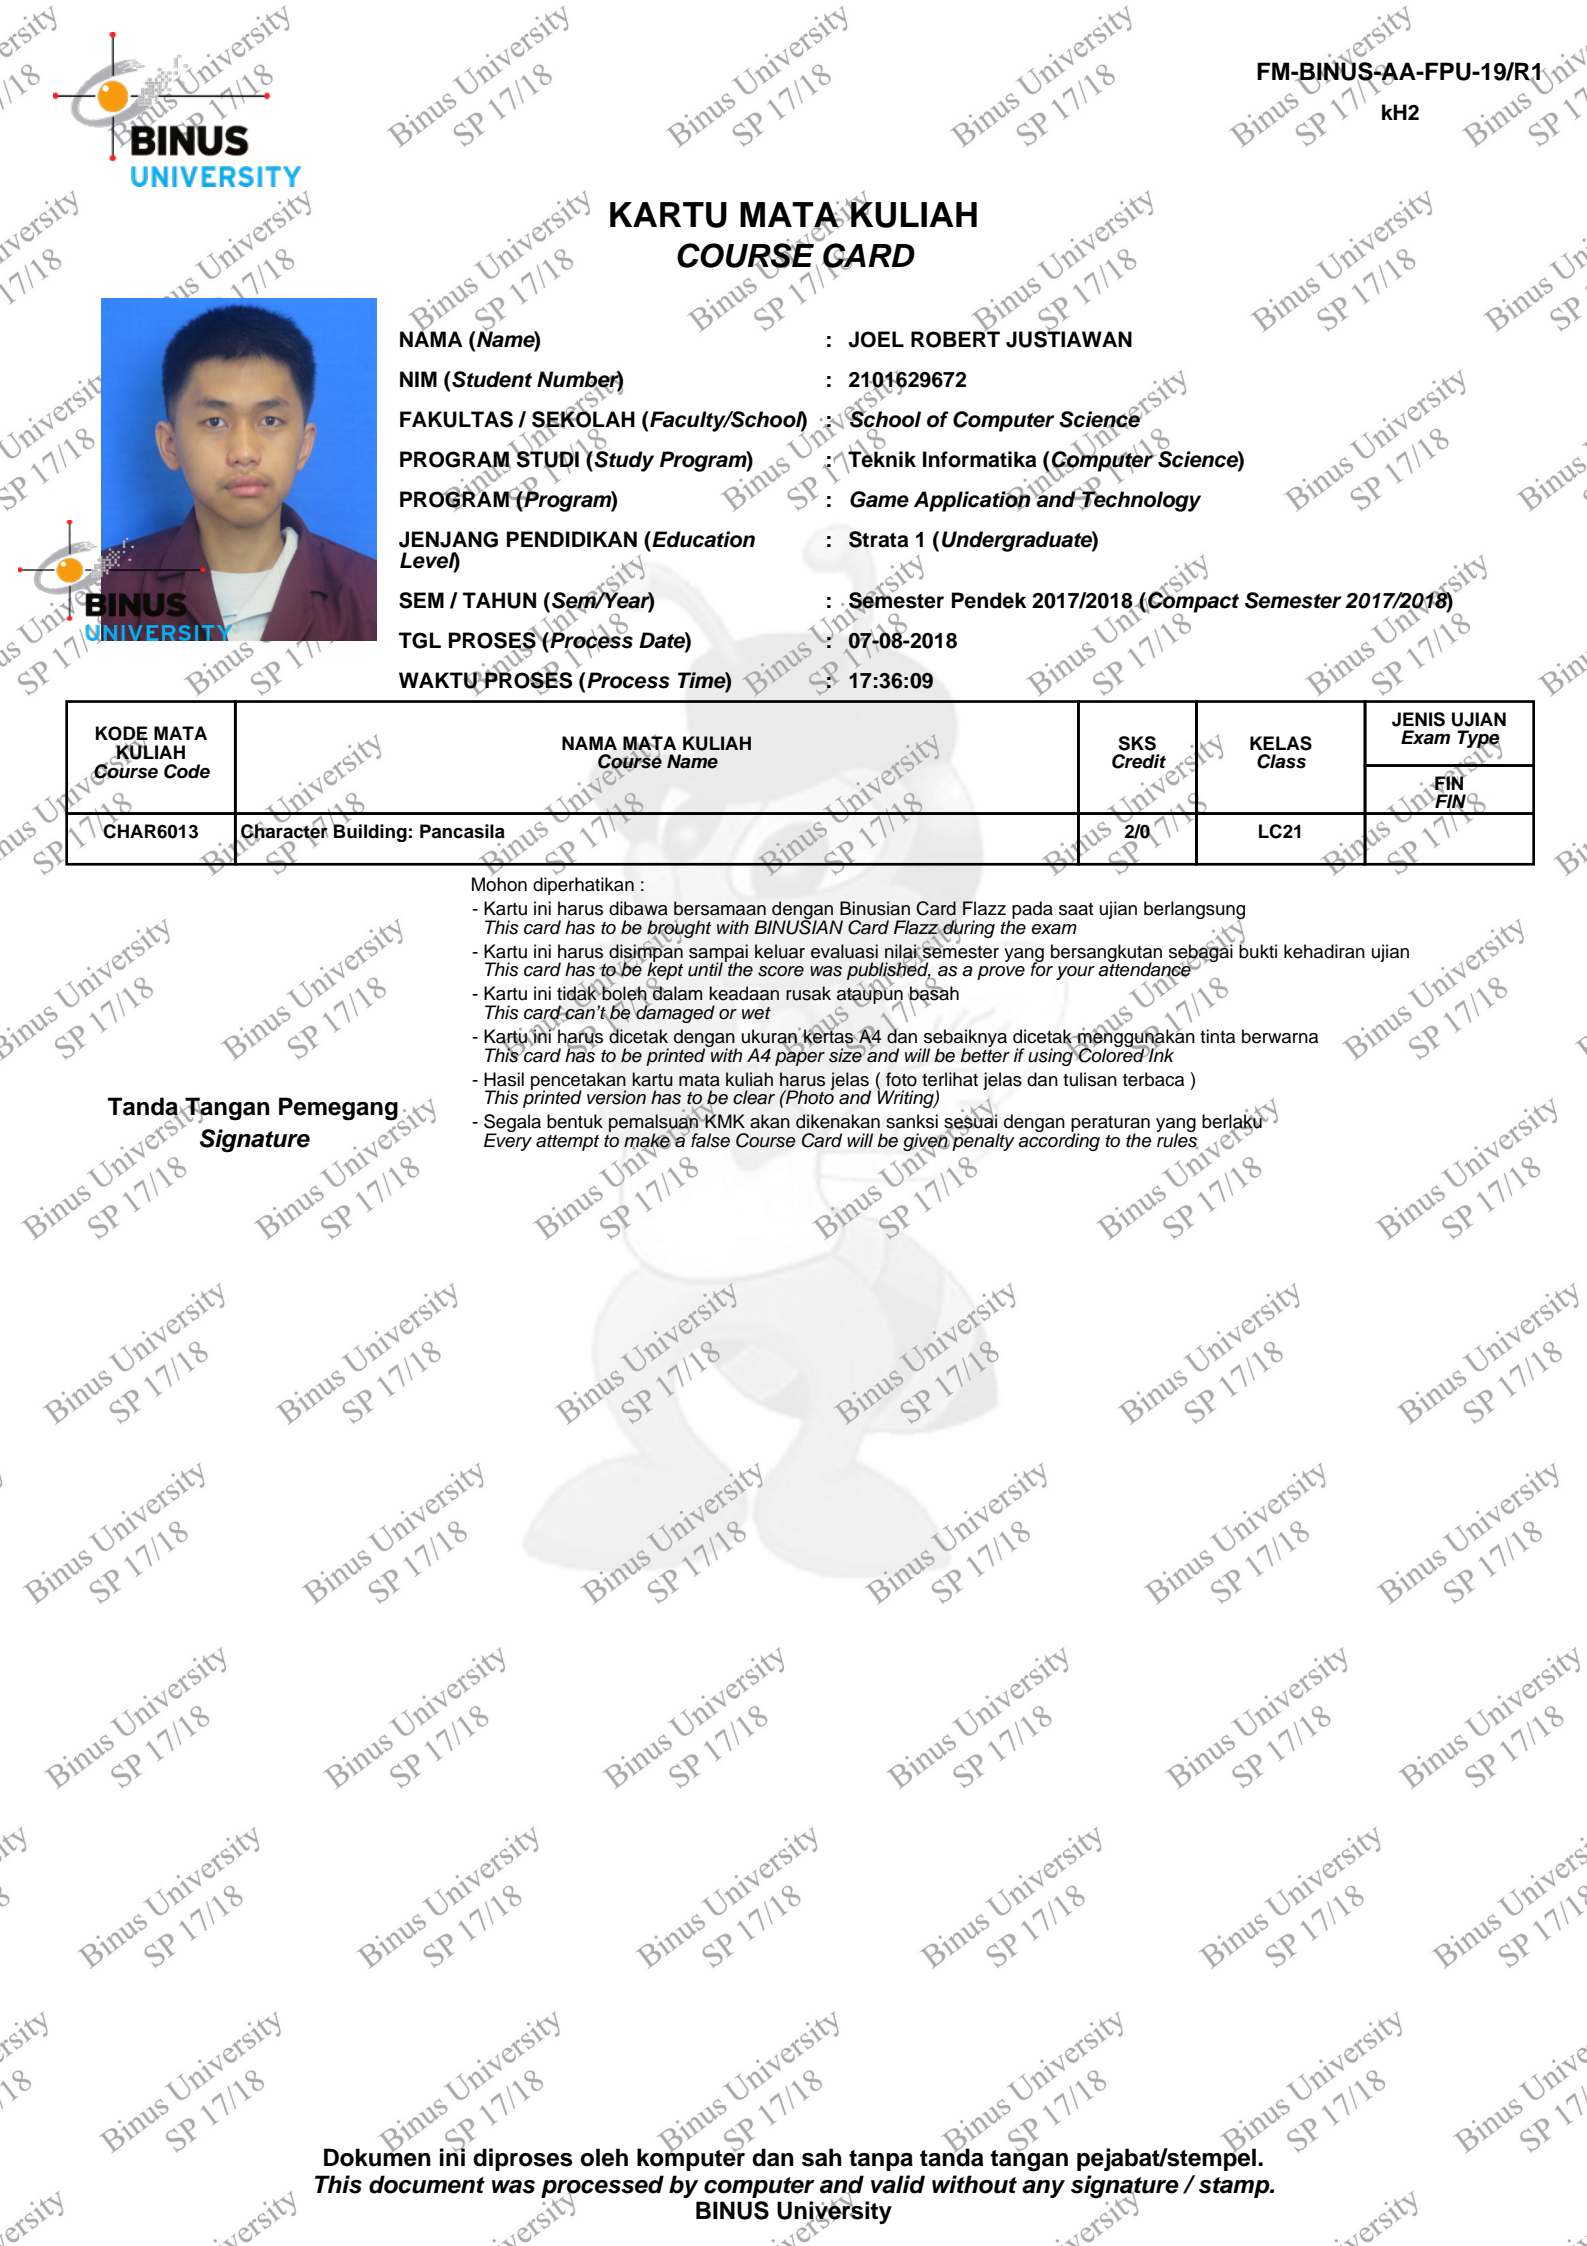 FM-BINUS-AA-FPU-19/R1
kH2
BINUS
UNIVERSITY
KARTU MATA KULIAH
COURSE CARD
NAMA (Name) : JOEL ROBERT JUSTIAWAN
NIM (Student Number) : 2101629672
FAKULTAS / SEKOLAH (Faculty/School) : School of Computer Science
PROGRAM STUDI (Study Program) : Teknik Informatika (Computer Science)
PROGRAM (Program) : Game Application and Technology
JENJANG PENDIDIKAN (Education : Strata 1 (Undergraduate)
Level)
SEM / TAHUN (Sem/Year) : Semester Pendek 2017/2018 (Compact Semester 2017/2018)
TGL PROSES (Process Date) : 07-08-2018
WAKTU PROSES (Process Time) : 17:36:09
BINUS
UNIVERSITY
KODE MATA
KULIAH
Course Code
NAMA MATA KULIAH
Course Name
SKS
Credit
KELAS
Class
JENIS UJIAN
Exam Type
FIN
FIN
CHAR6013 Character Building: Pancasila 2/0 LC21
Mohon diperhatikan :
- Kartu ini harus dibawa bersamaan dengan Binusian Card Flazz pada saat ujian berlangsung
This card has to be brought with BINUSIAN Card Flazz during the exam
- Kartu ini harus disimpan sampai keluar evaluasi nilai semester yang bersangkutan sebagai bukti kehadiran ujian
This card has to be kept until the score was published, as a prove for your attendance
- Kartu ini tidak boleh dalam keadaan rusak ataupun basah
This card can't be damaged or wet
- Kartu ini harus dicetak dengan ukuran kertas A4 dan sebaiknya dicetak menggunakan tinta berwarna
This card has to be printed with A4 paper size and will be better if using Colored Ink
- Hasil pencetakan kartu mata kuliah harus jelas ( foto terlihat jelas dan tulisan terbaca )
This printed version has to be clear (Photo and Writing)
- Segala bentuk pemalsuan KMK akan dikenakan sanksi sesuai dengan peraturan yang berlaku
Every attempt to make a false Course Card will be given penalty according to the rules
Tanda Tangan Pemegang
Signature
Binus University
SP 17/18
Dokumen ini diproses oleh komputer dan sah tanpa tanda tangan pejabat/stempel.
This document was processed by computer and valid without any signature / stamp.
BINUS University